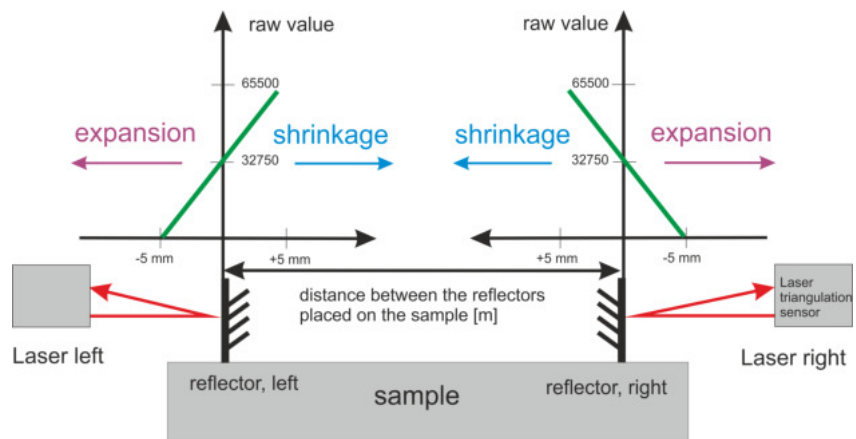 raw value
raw value
65500
65500
expansion
shrinkage
shrinkage
expansion
32750
32750
-5 mm
+5 mm
+5 mm
-5 mm
distance between the reflectors
placed on the sample [m]
Laser
triangulation
sensor
Laser left
Laser right
reflector, left
sample
reflector, right